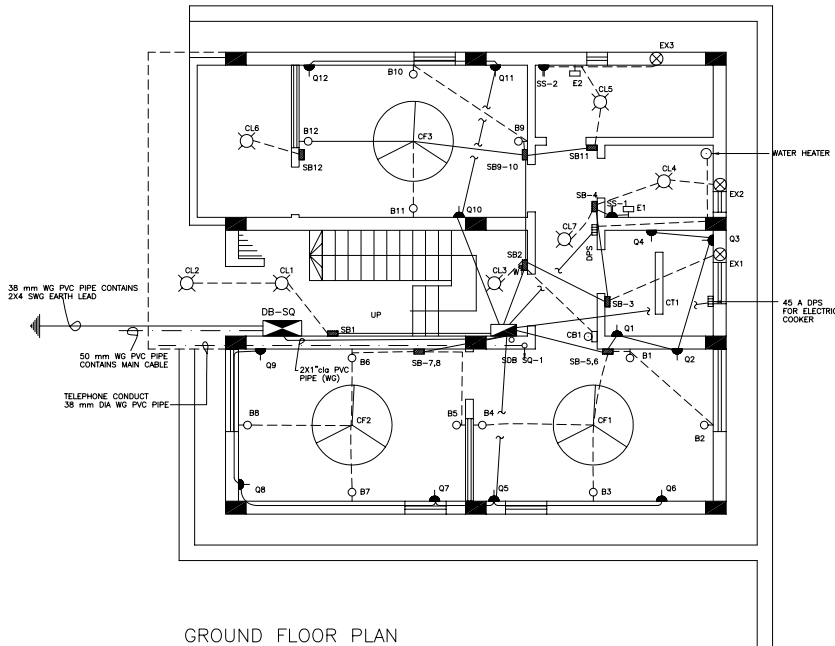 EX3
Q12
B10
Q11
SS-2
E2
CL5
CL6
B12
CF3
B9
SB12
SB9-10
SB11
WATER HEATER
CL4
SB-4
SS-1
E1
EX2
B11
Q10
CL7
DPS
Q4
Q3
SB2
W
EX1
CL2
CL1
CL3
38 mm WG PVC PIPE CONTAINS
2X4 SWG EARTH LEAD
DB-SQ
UP
SB-3
CT1
45 A DPS
FOR ELECTRIC
COOKER
SB1
CB1
Q1
50 mm WG PVC PIPE
CONTAINS MAIN CABLE
Q9
B6
SB-7,8
SDB SQ-1
SB-5,6
B1
Q2
2X1"dia PVC
PIPE (WG)
TELEPHONE CONDUCT
38 mm DIA WG PVC PIPE
B8
CF2
B5
B4
CF1
B2
Q8
B7
Q7
Q5
B3
Q6
GROUND FLOOR PLAN